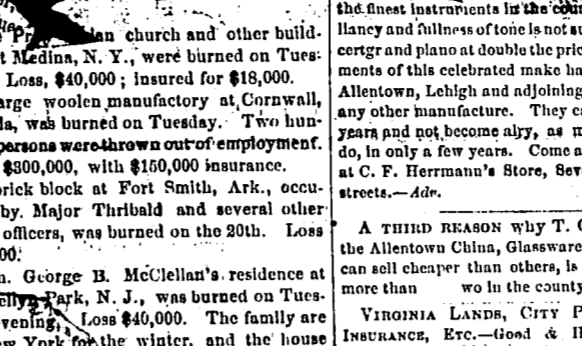 church and other build-
Medina, N. Y., were burned on Tues-
Loss, $40,000; insured for $18,000.
arge woolen manufactory at Cornwall,
was burned on Tuesday. Two hun-
persons were thrown out of employment.
$300,000, with $150,000 insurance.
rick block at Fort Smith, Ark., occu-
by. Major Thribald and several other
officers, was burned on the 20th. Loss
00.
n. George B. McClellan's residence at
Park, N. J., was burned on Tues-
vening. Loss $40,000. The family are
York for the winter, and the house
the finest instruments in the
llancy and fullness of tone is not
certgr and piano at double the pric
ments of this celebrated make
Allentown, Lehigh and adjoining
any other manufacture. They c
years and not become airy, as m
do, in only a few years. Come a
at C. F. Herrmann's Store, Sev
streets.—Adv.
A THIRD REASON why T. C
the Allentown China, Glassware
can sell cheaper than others, is
more than wo in the county
VIRGINIA LANDS, CITY P
INSURANCE, ETC.—Good & H